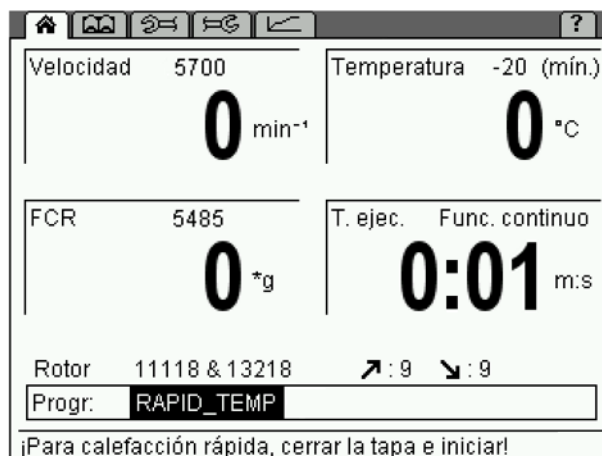 ?
Velocidad 5700
0 min⁻¹
Temperatura -20 (mín.)
0 °C
FCR 5485
0 *g
T. ejec. Func. continuo
0:01 m:s
Rotor 11118 & 13218 ↗: 9 ↘: 9
Progr: RAPID_TEMP
¡Para calefacción rápida, cerrar la tapa e iniciar!